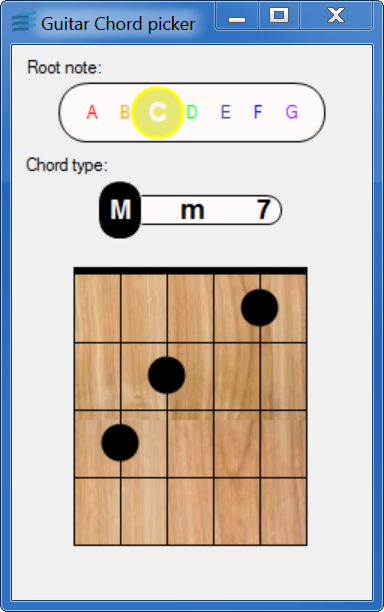 Guitar Chord picker
Root note:
A B C D E F G
Chord type:
M m 7